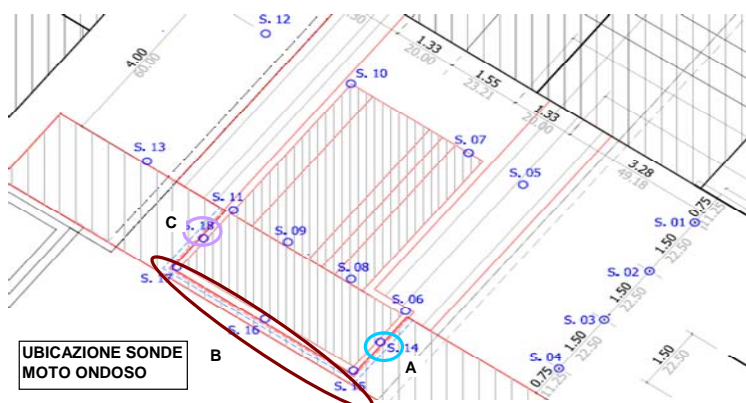 S. 12
4.00
60.00
1.33
20.00
1.55
23.21
1.33
20.00
S. 10
S. 07
S. 13
S. 05
3.28
49.18
0.75
11.25
S. 01
S. 11
C
S. 18
S. 09
1.50
22.50
S. 02
S. 17
S. 08
1.50
22.50
S. 06
S. 03
S. 16
S. 14
1.50
22.50
1.50
22.50
UBICAZIONE SONDE
MOTO ONDOSO
B
A
S. 04
0.75
11.25
S. 15